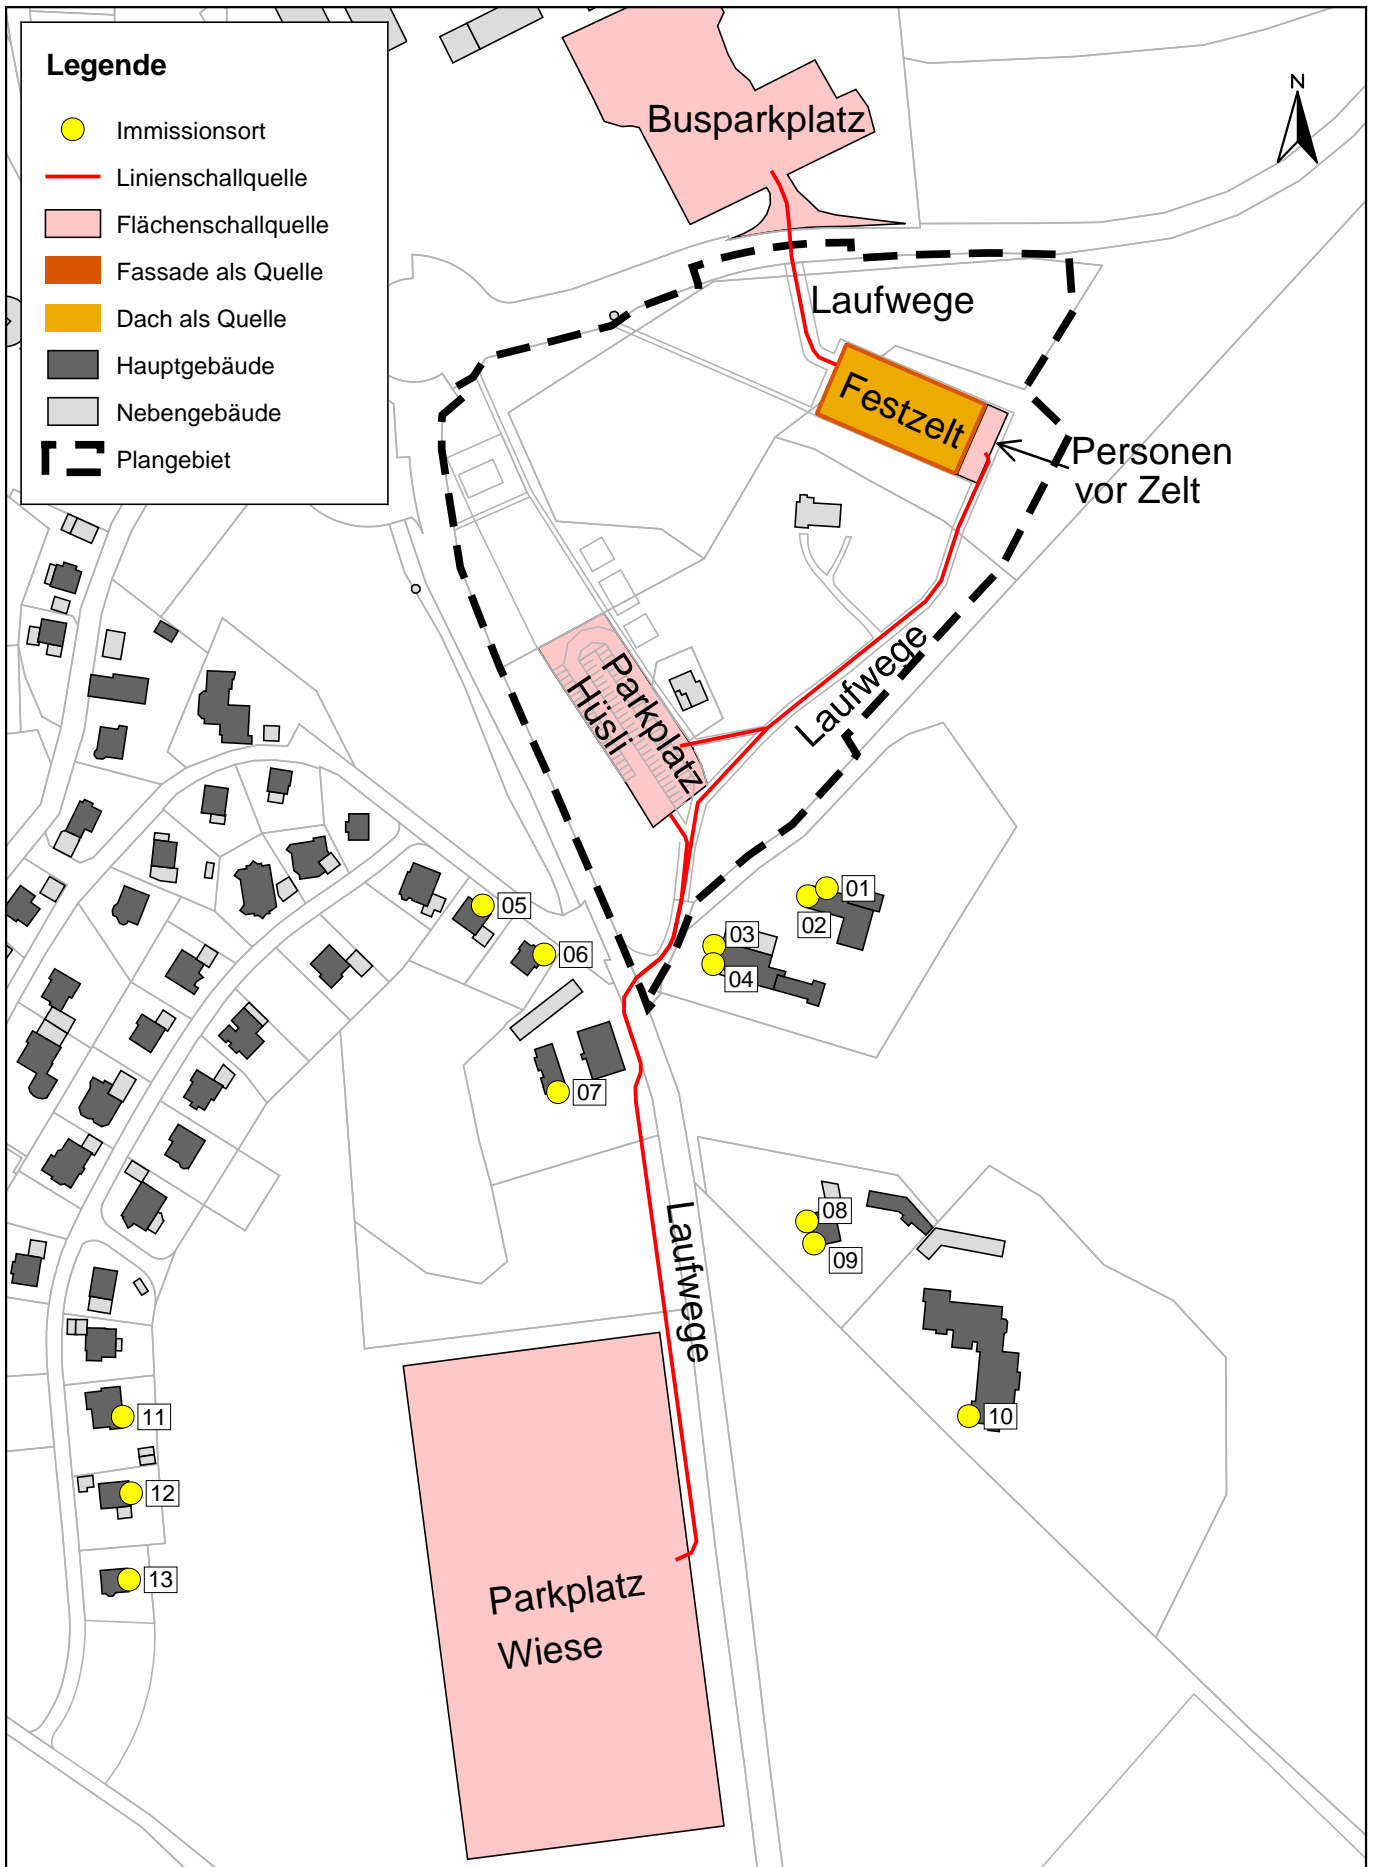 Legende
Immissionsort
Linienschallquelle
Flächenschallquelle
Fassade als Quelle
Dach als Quelle
Hauptgebäude
Nebengebäude
Plangebiet
Busparkplatz
N
Laufwege
Festzelt
Personen
vor Zelt
Laufwege
Parkplatz
Hüsli
01
02
03
04
05
06
07
08
09
10
11
12
13
Laufwege
Parkplatz
Wiese